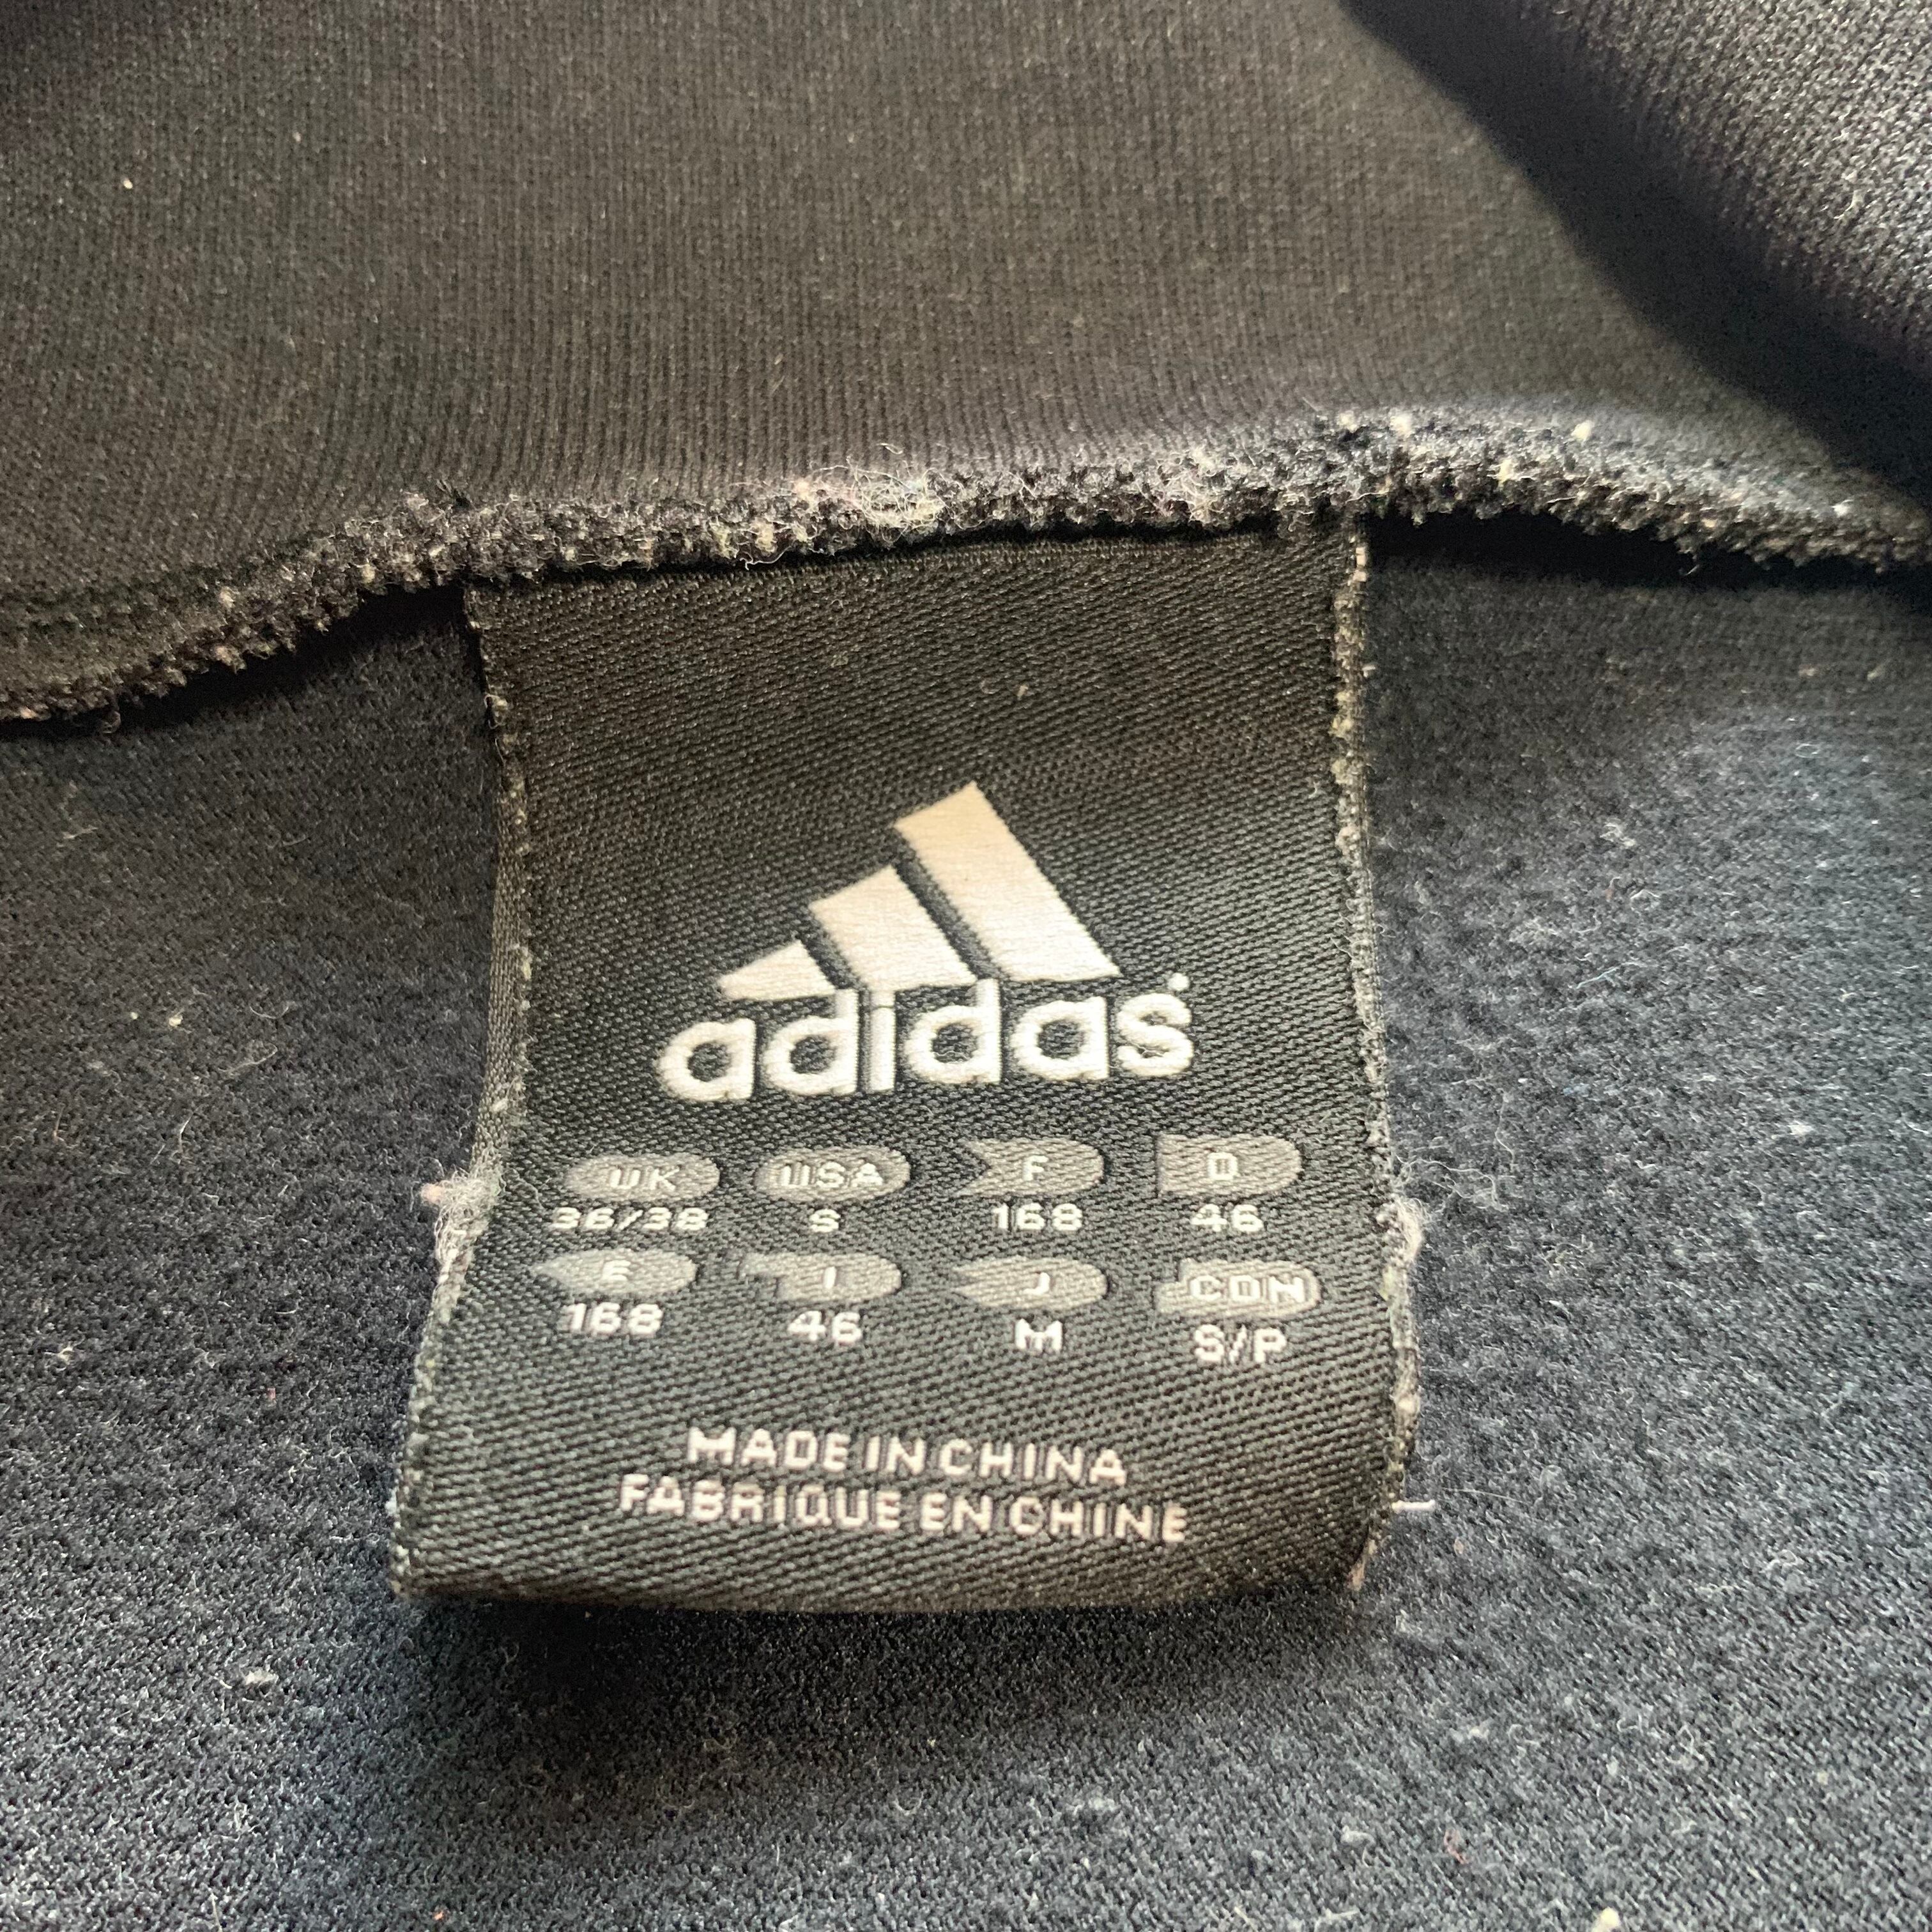 adidas
UK USA F D
36/38 S 168 46
E I J CDN
168 46 M S/P
MADE IN CHINA
FABRIQUE EN CHINE